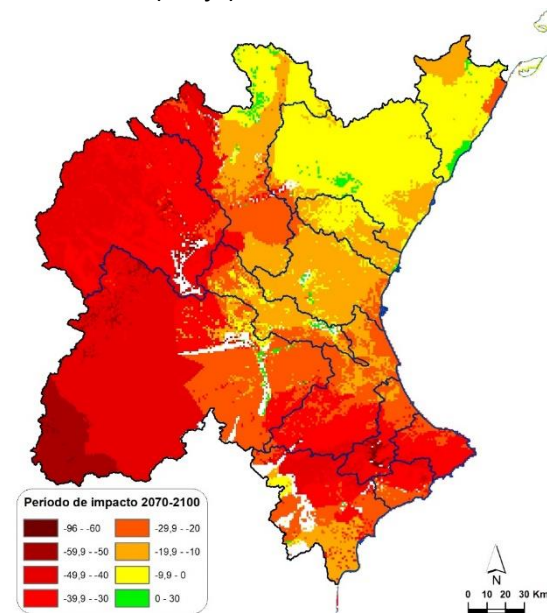 Periodo de impacto 2070-2100
-96 - -60
-59,9 - -50
-49,9 - -40
-39,9 - -30
-29,9 - -20
-19,9 - -10
-9,9 - 0
0 - 30
N
0 10 20 30 Km